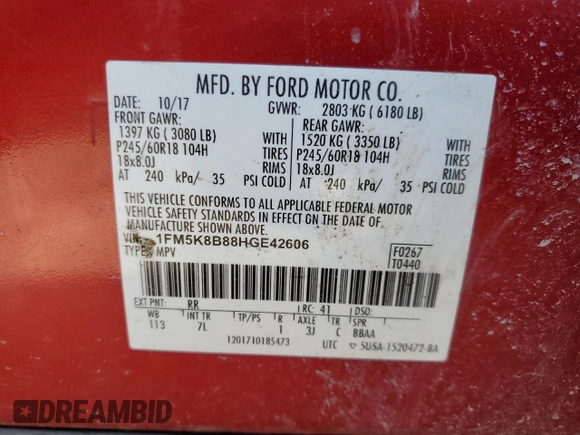 MFD. BY FORD MOTOR CO.
DATE: 10/17 GVWR: 2803 KG ( 6180 LB)
FRONT GAWR: REAR GAWR:
1397 KG ( 3080 LB) WITH 1520 KG ( 3350 LB) WITH
P245/60R18 104H TIRES P245/60R18 104H TIRES
18x8.0J RIMS 18x8.0J RIMS
AT 240 kPa/ 35 PSI COLD AT 240 kPa/ 35 PSI COLD
THIS VEHICLE CONFORMS TO ALL APPLICABLE FEDERAL MOTOR
VEHICLE SAFETY STANDARDS IN EFFECT ON THE DATE OF
MANUFACTURE SHOWN ABOVE.
VIN: 1FM5K8B88HGE42606
TYPE: MPV
F0267
T0440
EXT PNT: RR RC: 41 DSO:
WB INT TR TP/PS R AXLE TR SPR
113 7L 1 3J C BBAA
1201710185473 UTC 5U5A-1520472-BA
DREAMBID